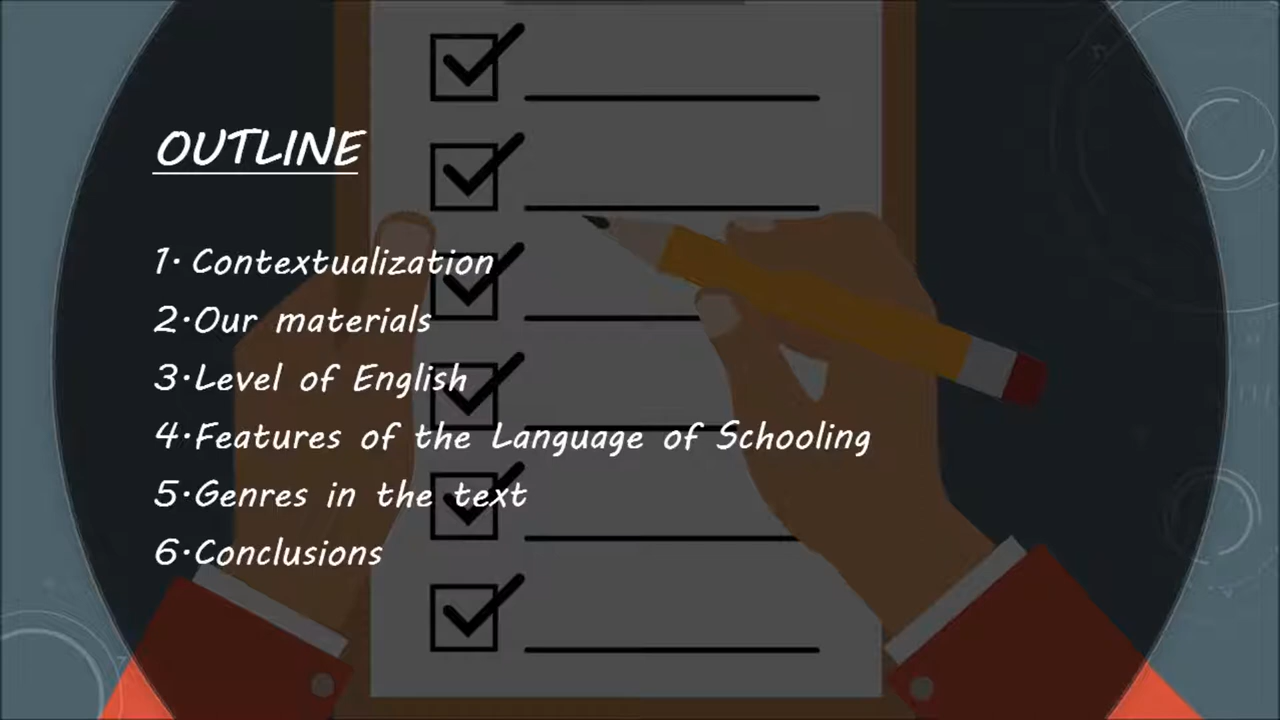 OUTLINE
1. Contextualization
2. Our materials
3. Level of English
4. Features of the Language of Schooling
5. Genres in the text
6. Conclusions